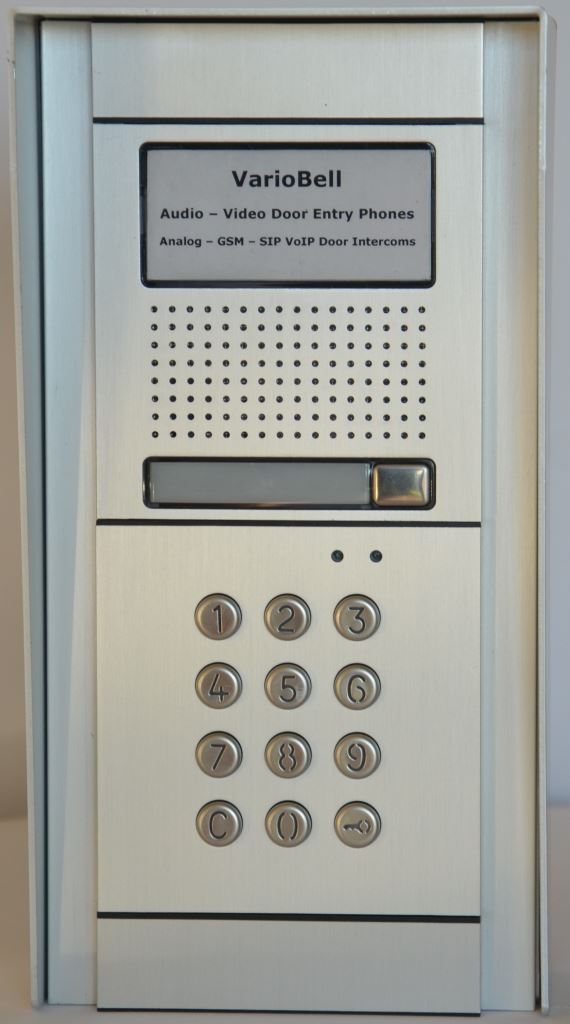 VarioBell
Audio – Video Door Entry Phones
Analog – GSM – SIP VoIP Door Intercoms
1 2 3
4 5 6
7 8 9
C 0